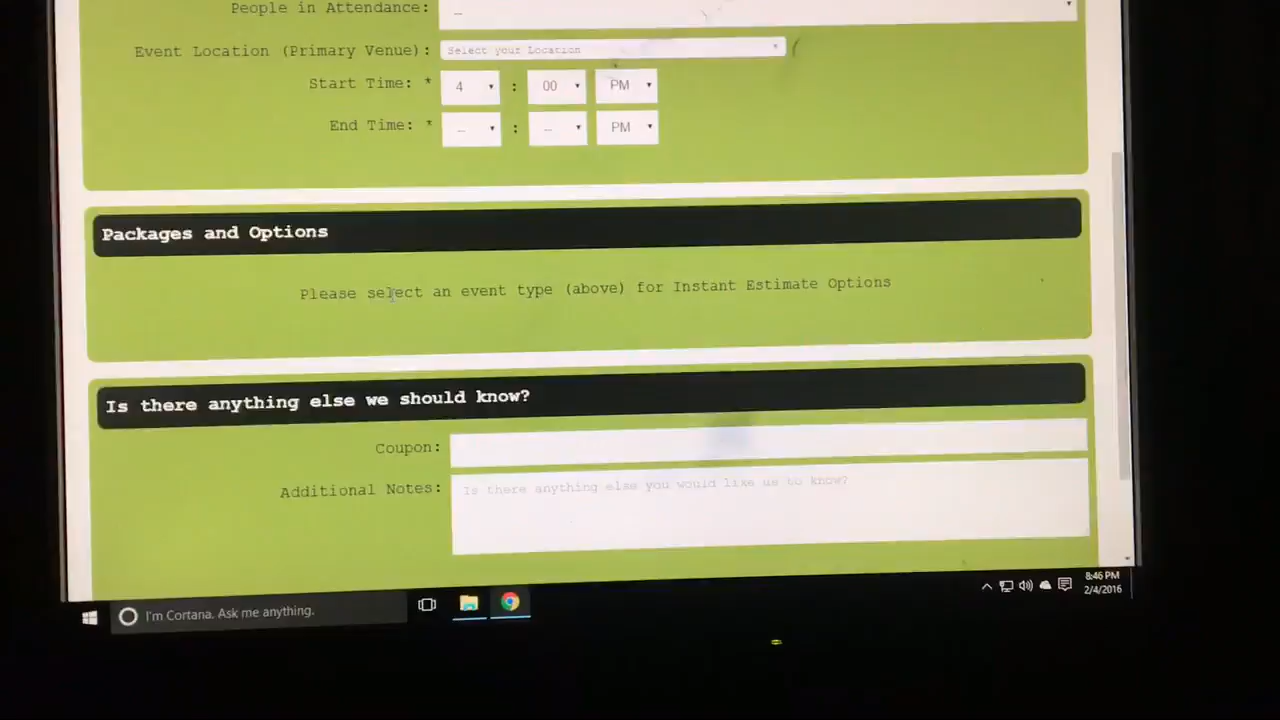 People in Attendance: _
Event Location (Primary Venue): Select your Location
Start Time: * 4 : 00 PM
End Time: * _ : _ PM
Packages and Options
Please select an event type (above) for Instant Estimate Options
Is there anything else we should know?
Coupon:
Additional Notes: Is there anything else you would like us to know?
I'm Cortana. Ask me anything.
8:46 PM
2/4/2016